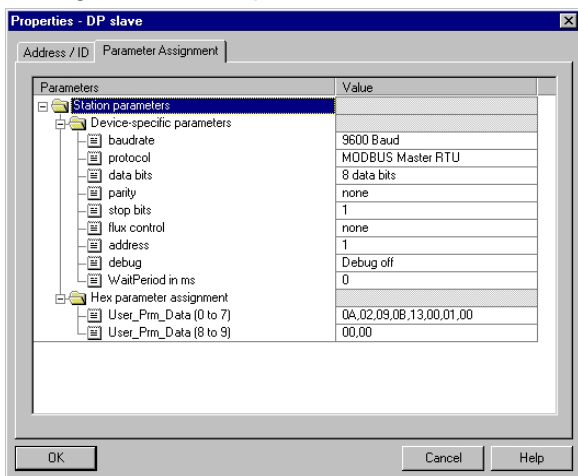 Properties - DP slave
Address / ID Parameter Assignment
Parameters Value
Station parameters
Device-specific parameters
baudrate 9600 Baud
protocol MODBUS Master RTU
data bits 8 data bits
parity none
stop bits 1
flux control none
address 1
debug Debug off
WaitPeriod in ms 0
Hex parameter assignment
User_Prm_Data (0 to 7) 0A,02,09,0B,13,00,01,00
User_Prm_Data (8 to 9) 00,00
OK Cancel Help